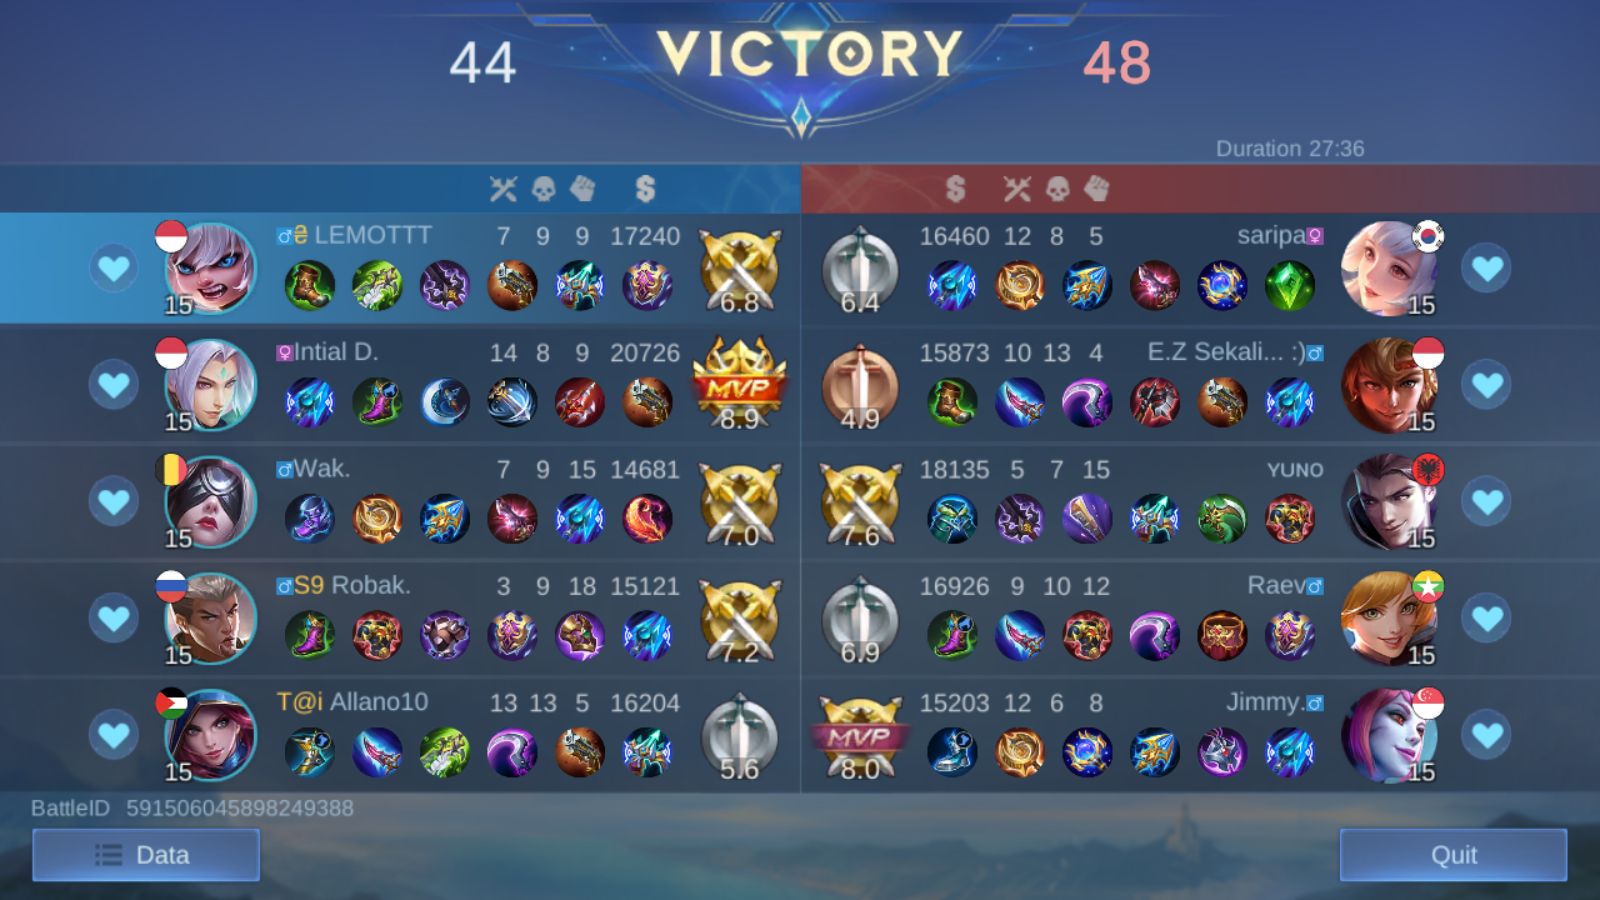 44 VICTORY 48
Duration 27:36
₴ LEMOTTT 7 9 9 17240
15 6.8
6.4 16460 12 8 5 saripa
15
Intial D. 14 8 9 20726
15 MVP 8.9
4.9 15873 10 13 4 E.Z Sekali... :)
15
Wak. 7 9 15 14681
15 7.0
7.6 18135 5 7 15 YUNO
15
S9 Robak. 3 9 18 15121
15 7.2
6.9 16926 9 10 12 Raev
15
T@i Allano10 13 13 5 16204
15 5.6
MVP 8.0 15203 12 6 8 Jimmy.
15
BattleID 591506045898249388
Data
Quit